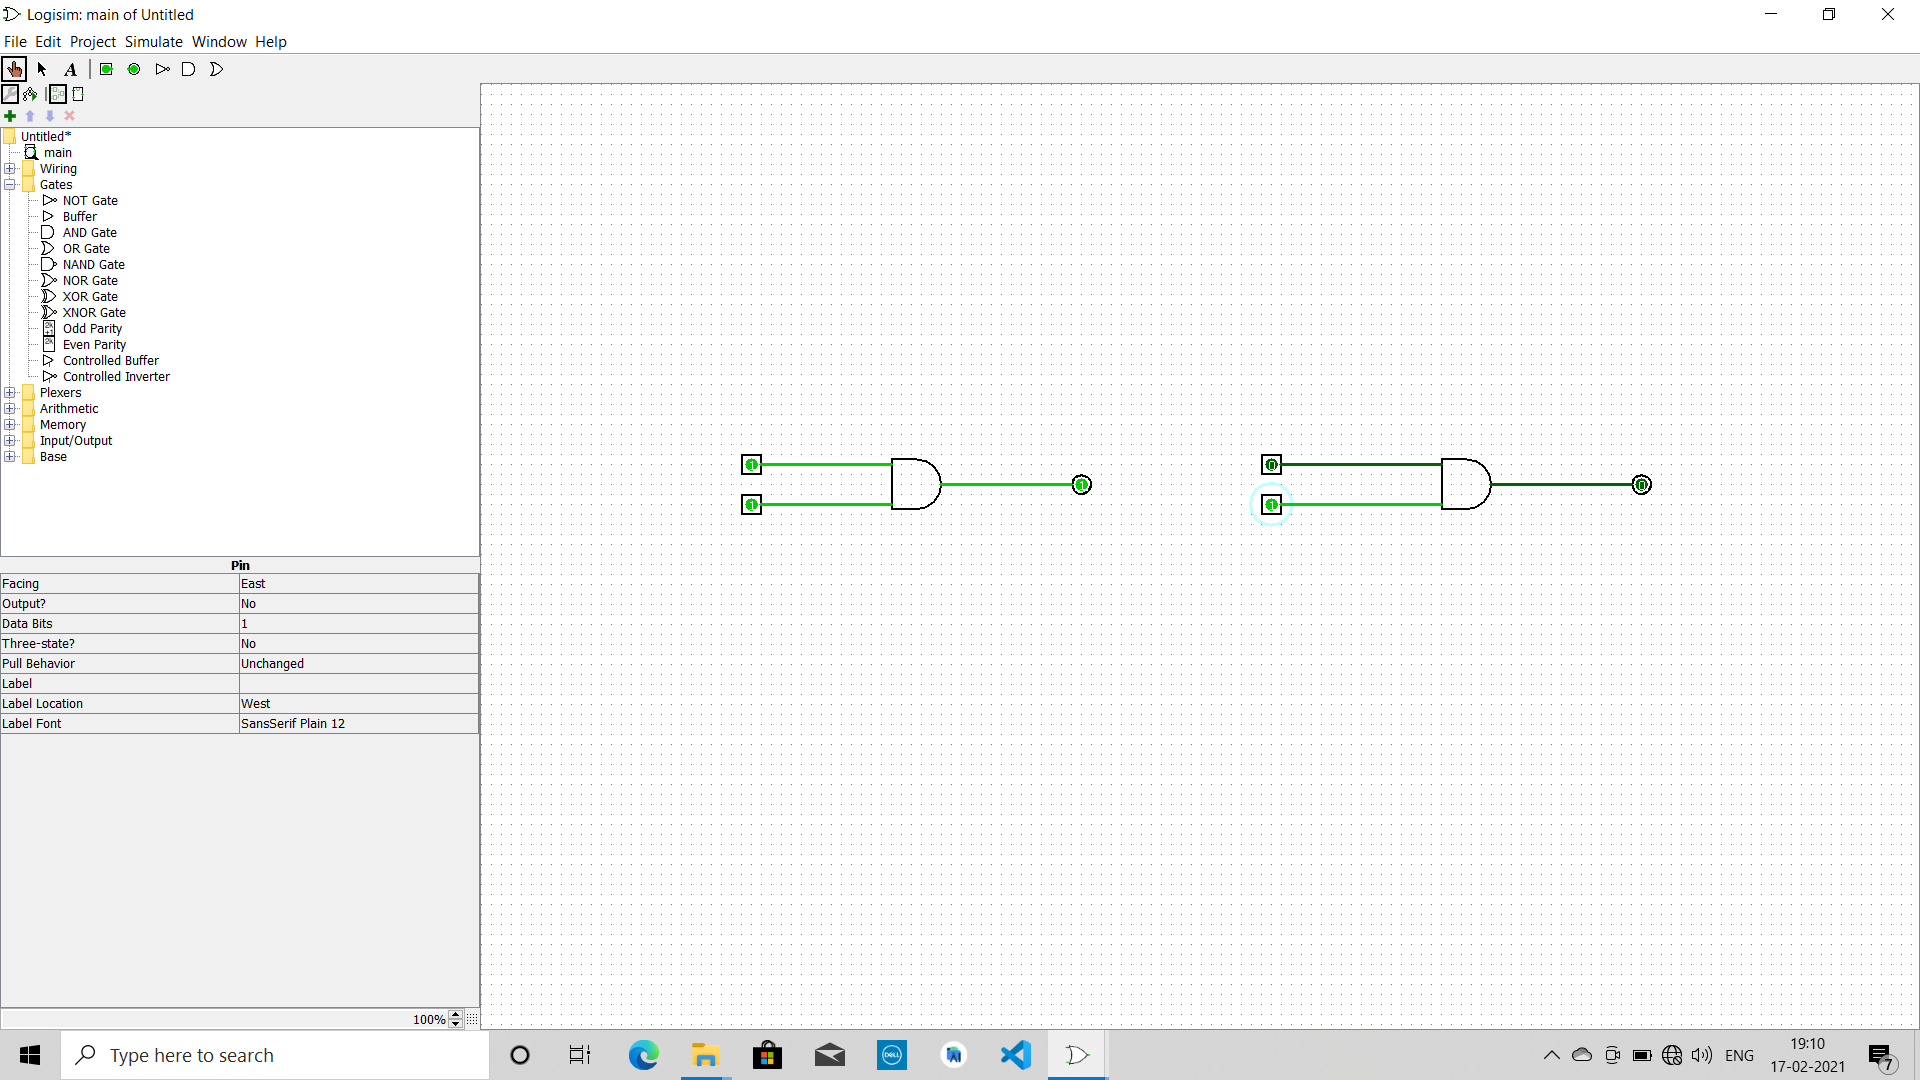 Logisim: main of Untitled
File Edit Project Simulate Window Help
A
Untitled*
main
Wiring
Gates
NOT Gate
Buffer
AND Gate
OR Gate
NAND Gate
NOR Gate
XOR Gate
XNOR Gate
Odd Parity
Even Parity
Controlled Buffer
Controlled Inverter
Plexers
Arithmetic
Memory
Input/Output
Base
1 1 1
0 1 0
Pin
Facing East
Output? No
Data Bits 1
Three-state? No
Pull Behavior Unchanged
Label
Label Location West
Label Font SansSerif Plain 12
100%
Type here to search
DELL
ENG
19:10
17-02-2021
7